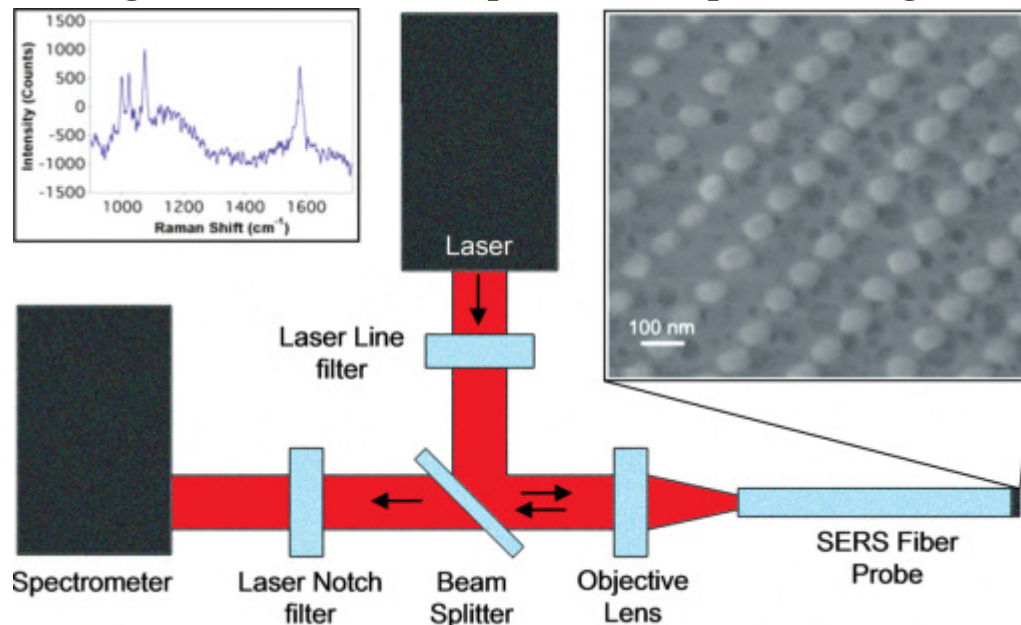 1500
1000
500
0
-500
-1000
-1500
Intensity (Counts)
1000 1200 1400 1600
Raman Shift (cm⁻¹)
Laser
100 nm
Laser Line
filter
SERS Fiber
Probe
Spectrometer
Laser Notch
filter
Beam
Splitter
Objective
Lens